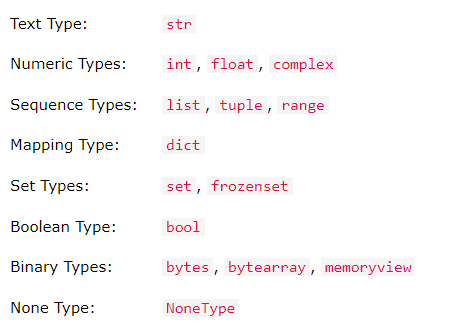 Text Type: str
Numeric Types: int, float, complex
Sequence Types: list, tuple, range
Mapping Type: dict
Set Types: set, frozenset
Boolean Type: bool
Binary Types: bytes, bytearray, memoryview
None Type: NoneType